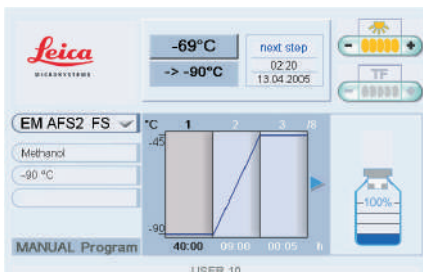 Leica
MICROSYSTEMS
-69°C
-> -90°C
next step
02:20
13.04.2005
- +
TF
- +
EM AFS2 FS
Methanol
-90 °C
MANUAL Program
°C 1 2 3 /8
-45
-90
40:00 09:00 00:05 h
-100%-
USER 10